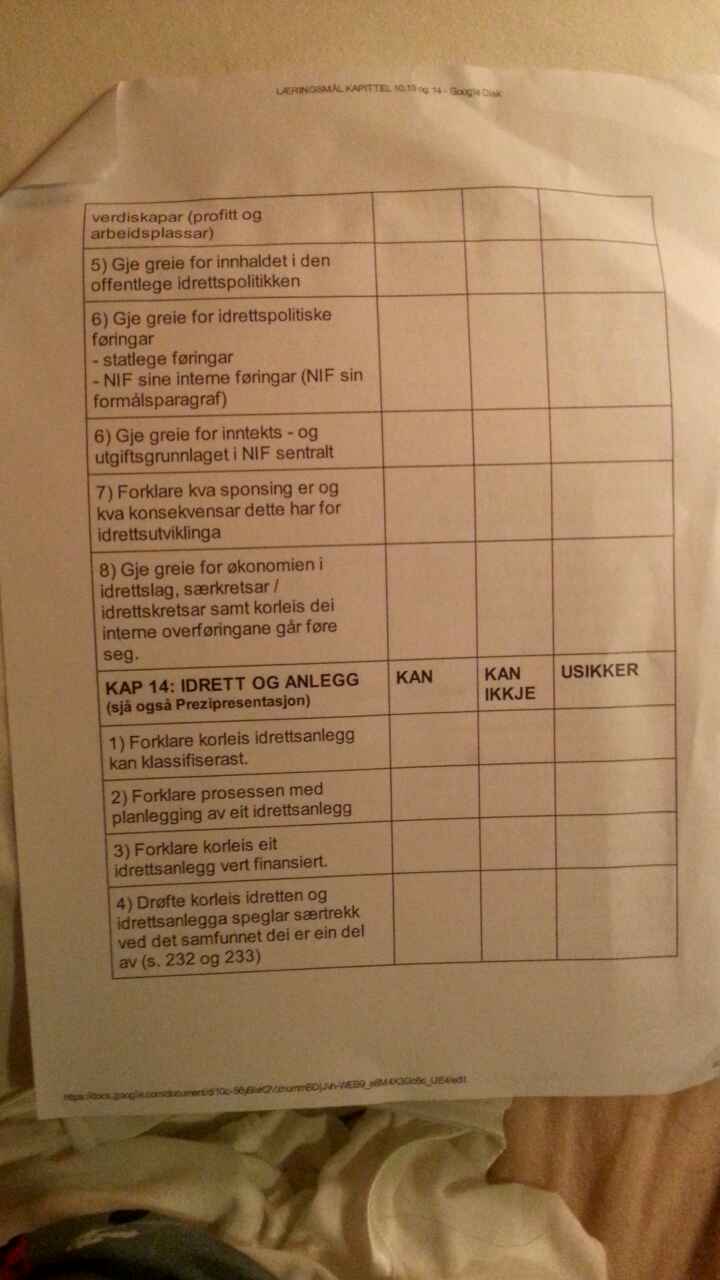 LÆRINGSMÅL KAPITTEL 10,13 og 14 - Google Disk
verdiskapar (profitt og
arbeidsplassar)
5) Gje greie for innhaldet i den
offentlege idrettspolitikken
6) Gje greie for idrettspolitiske
føringar
- statlege føringar
- NIF sine interne føringar (NIF sin
formålsparagraf)
6) Gje greie for inntekts - og
utgiftsgrunnlaget i NIF sentralt
7) Forklare kva sponsing er og
kva konsekvensar dette har for
idrettsutviklinga
8) Gje greie for økonomien i
idrettslag, særkretsar /
idrettskretsar samt korleis dei
interne overføringane går føre
seg.
KAP 14: IDRETT OG ANLEGG
(sjå også Prezipresentasjon)
KAN
KAN
IKKJE
USIKKER
1) Forklare korleis idrettsanlegg
kan klassifiserast.
2) Forklare prosessen med
planlegging av eit idrettsanlegg
3) Forklare korleis eit
idrettsanlegg vert finansiert.
4) Drøfte korleis idretten og
idrettsanlegga speglar særtrekk
ved det samfunnet dei er ein del
av (s. 232 og 233)